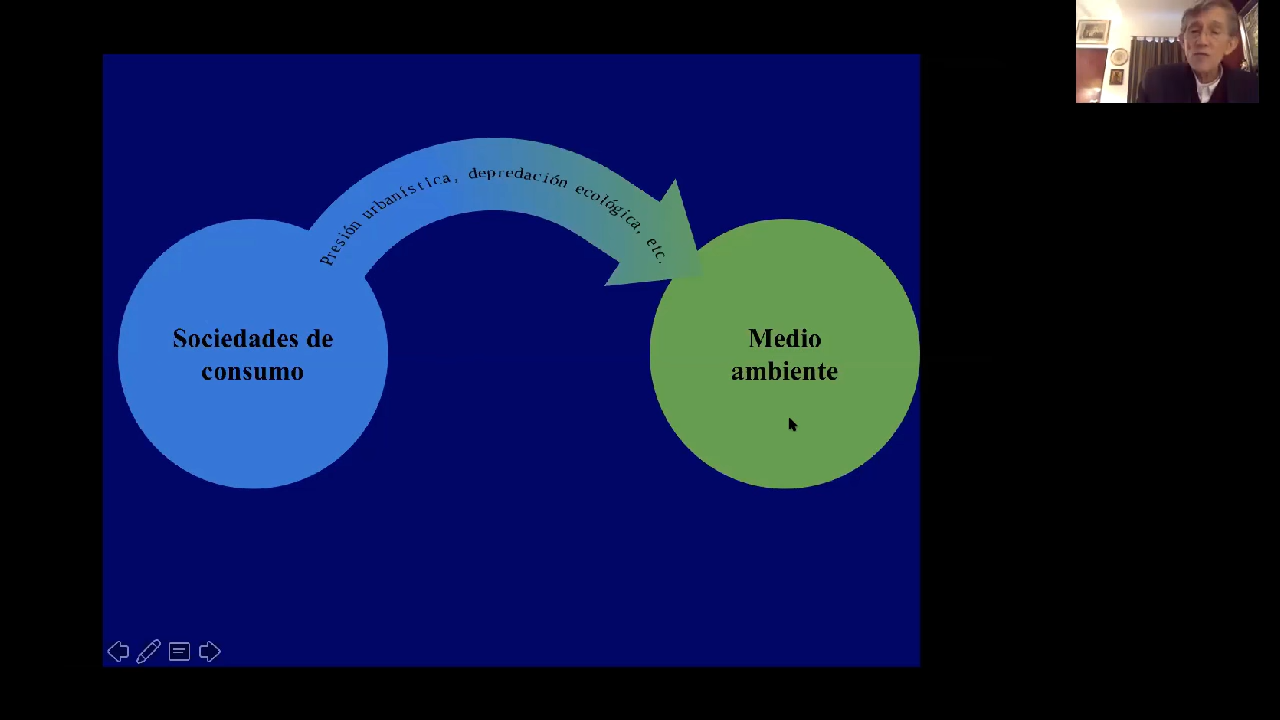 Presión urbanística, depredación ecológica, etc.
Sociedades de
consumo
Medio
ambiente